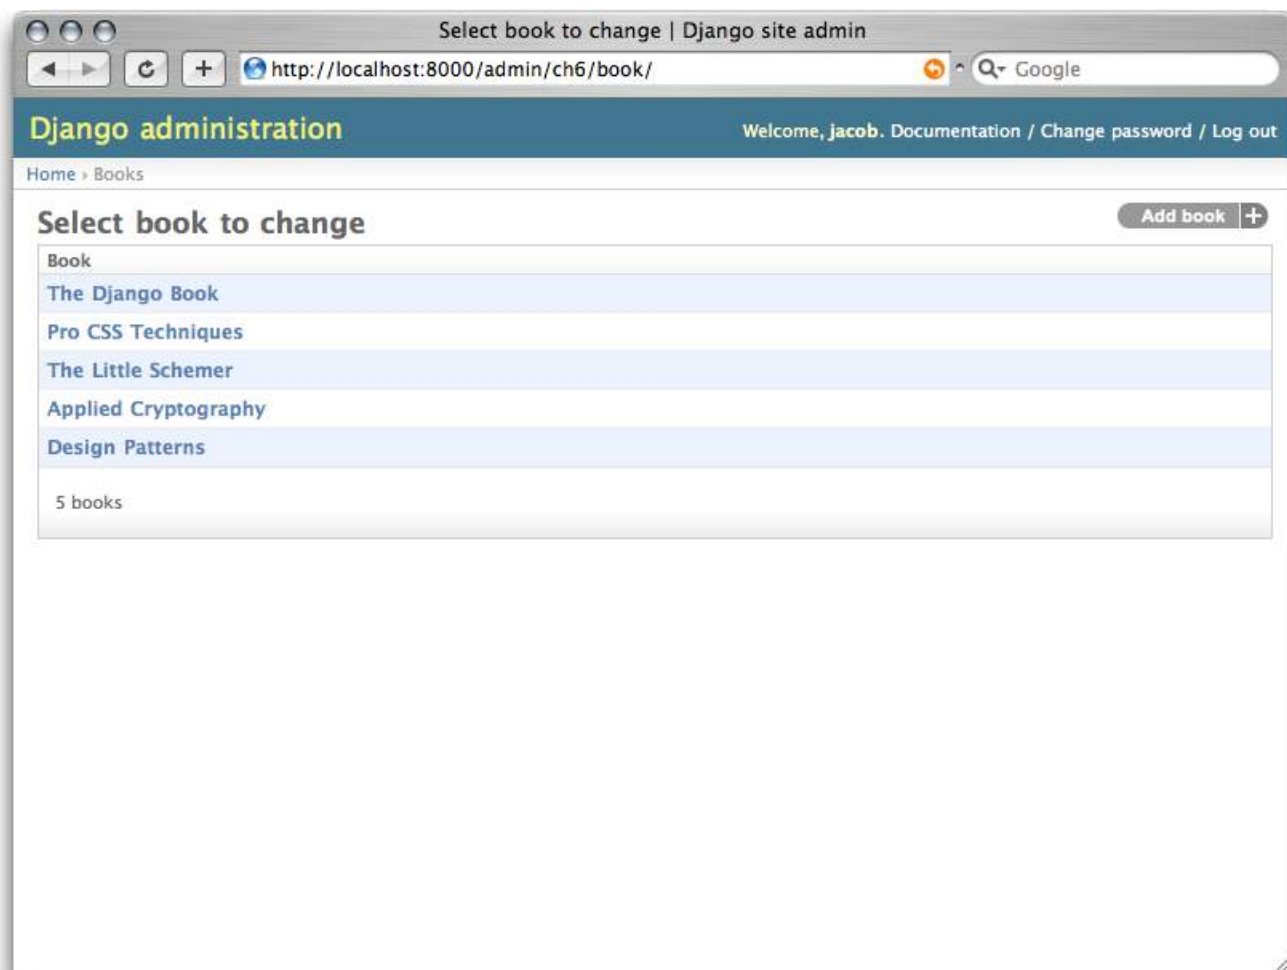 Select book to change | Django site admin
http://localhost:8000/admin/ch6/book/
Google
Django administration
Welcome, jacob. Documentation / Change password / Log out
Home › Books
Select book to change
Add book
Book
The Django Book
Pro CSS Techniques
The Little Schemer
Applied Cryptography
Design Patterns
5 books